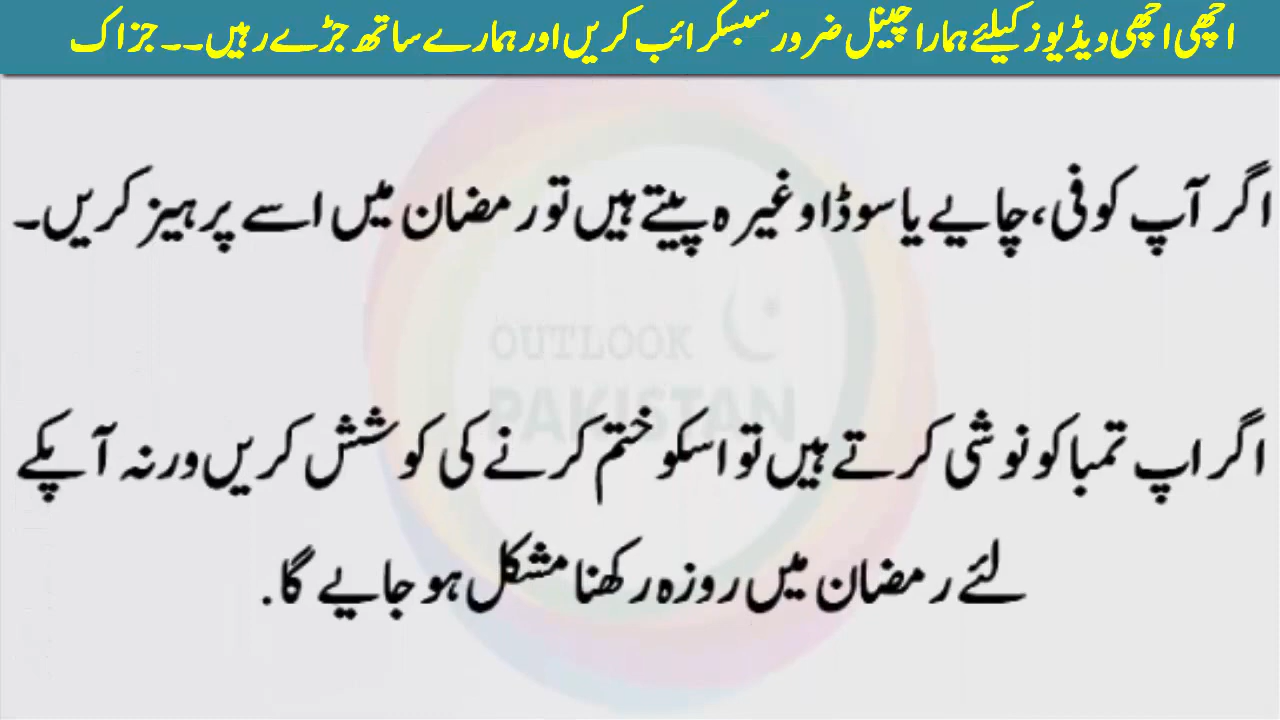 اچھی اچھی ویڈیوز کیلئے ہمارا چینل ضرور سبسکرائب کریں اور ہمارے ساتھ جڑے رہیں۔۔ جزاک
اگر آپ کوفی، چایے یا سوڈا وغیرہ پیتے ہیں تو رمضان میں اسے پرہیز کریں۔
OUTLOOK
PAKISTAN
اگر اپ تمباکو نوشی کرتے ہیں تو اسکو ختم کرنے کی کوشش کریں ورنہ آپکے
لئے رمضان میں روزہ رکھنا مشکل ہو جایے گا.